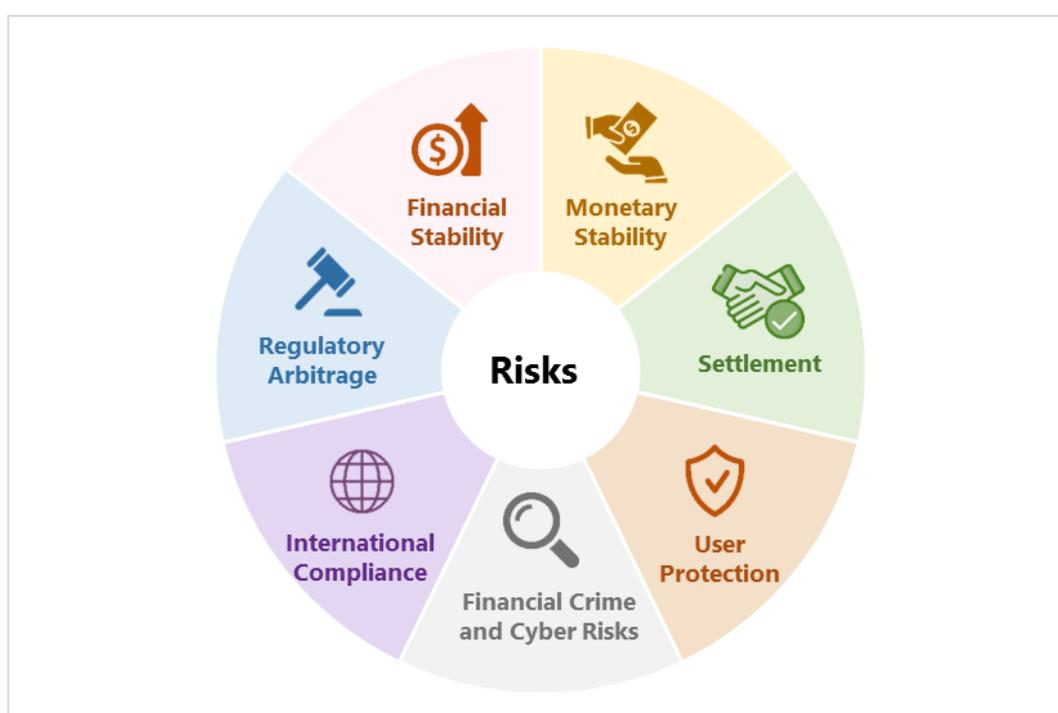 Financial
Stability
Monetary
Stability
Settlement
User
Protection
Financial Crime
and Cyber Risks
International
Compliance
Regulatory
Arbitrage
Risks
$
$